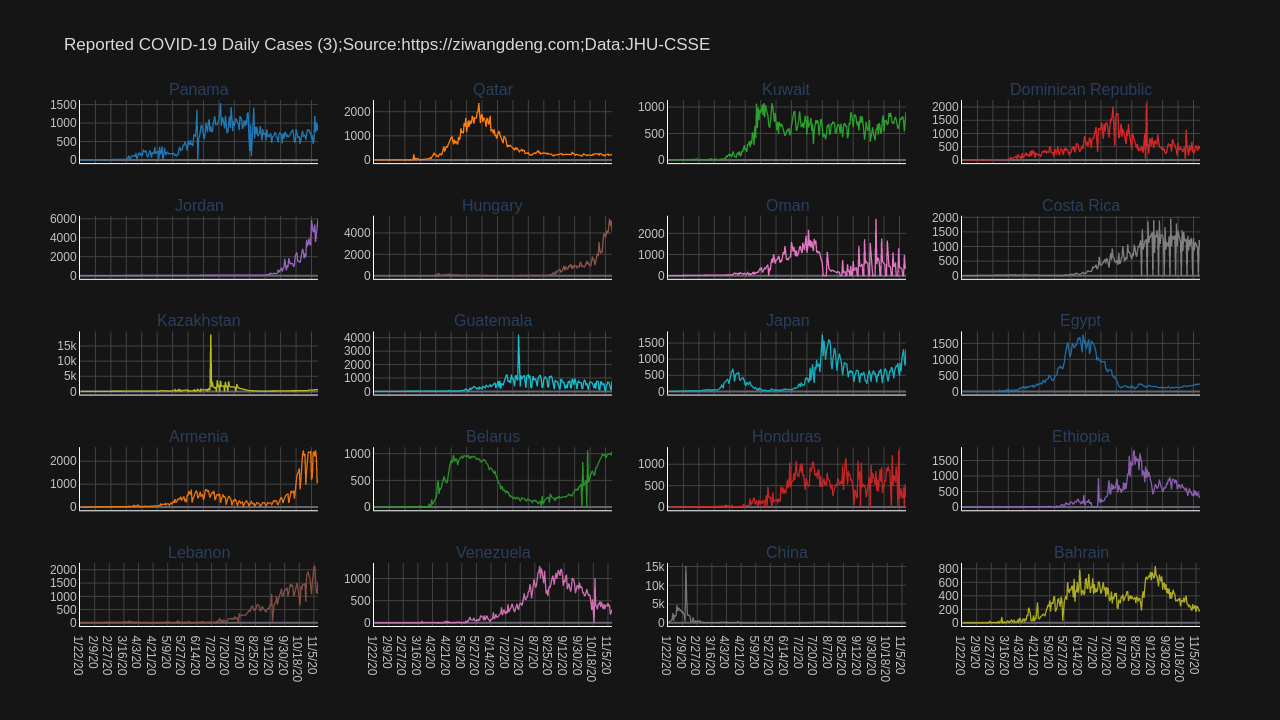 Reported COVID-19 Daily Cases (3);Source:https://ziwangdeng.com;Data:JHU-CSSE
Panama Qatar Kuwait Dominican Republic
1500 1000 500 0
2000 1000 0
1000 500 0
2000 1500 1000 500 0
Jordan Hungary Oman Costa Rica
6000 4000 2000 0
4000 2000 0
2000 1000 0
2000 1500 1000 500 0
Kazakhstan Guatemala Japan Egypt
15k 10k 5k 0
4000 3000 2000 1000 0
1500 1000 500 0
1500 1000 500 0
Armenia Belarus Honduras Ethiopia
2000 1000 0
1000 500 0
1000 500 0
1500 1000 500 0
Lebanon Venezuela China Bahrain
2000 1500 1000 500 0
1000 500 0
15k 10k 5k 0
800 600 400 200 0
1/22/20 2/9/20 2/27/20 3/16/20 4/3/20 4/21/20 5/9/20 5/27/20 6/14/20 7/2/20 7/20/20 8/7/20 8/25/20 9/12/20 9/30/20 10/18/20 11/5/20
1/22/20 2/9/20 2/27/20 3/16/20 4/3/20 4/21/20 5/9/20 5/27/20 6/14/20 7/2/20 7/20/20 8/7/20 8/25/20 9/12/20 9/30/20 10/18/20 11/5/20
1/22/20 2/9/20 2/27/20 3/16/20 4/3/20 4/21/20 5/9/20 5/27/20 6/14/20 7/2/20 7/20/20 8/7/20 8/25/20 9/12/20 9/30/20 10/18/20 11/5/20
1/22/20 2/9/20 2/27/20 3/16/20 4/3/20 4/21/20 5/9/20 5/27/20 6/14/20 7/2/20 7/20/20 8/7/20 8/25/20 9/12/20 9/30/20 10/18/20 11/5/20